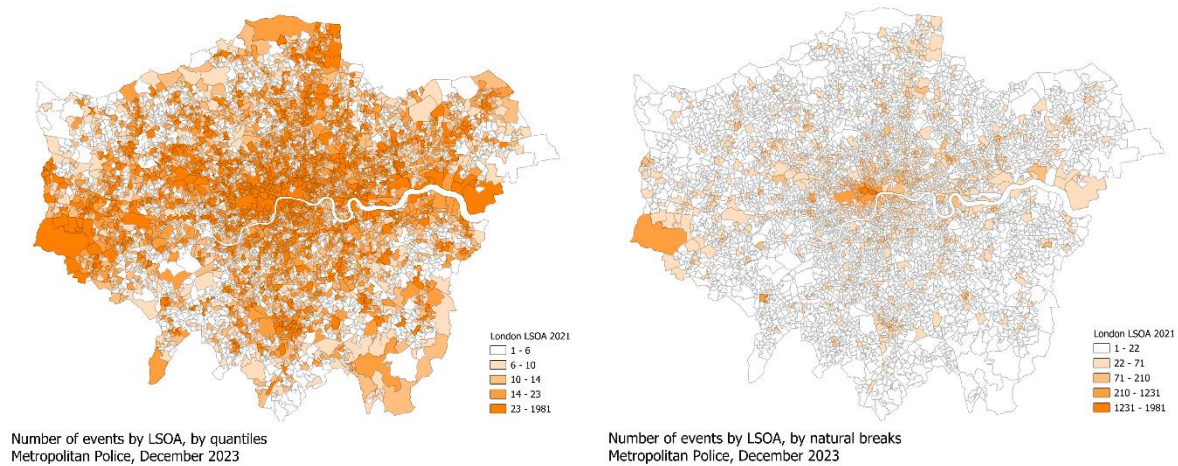 London LSOA 2021
1 - 6
6 - 10
10 - 14
14 - 23
23 - 1981
Number of events by LSOA, by quantiles
Metropolitan Police, December 2023
London LSOA 2021
1 - 22
22 - 71
71 - 210
210 - 1231
1231 - 1981
Number of events by LSOA, by natural breaks
Metropolitan Police, December 2023